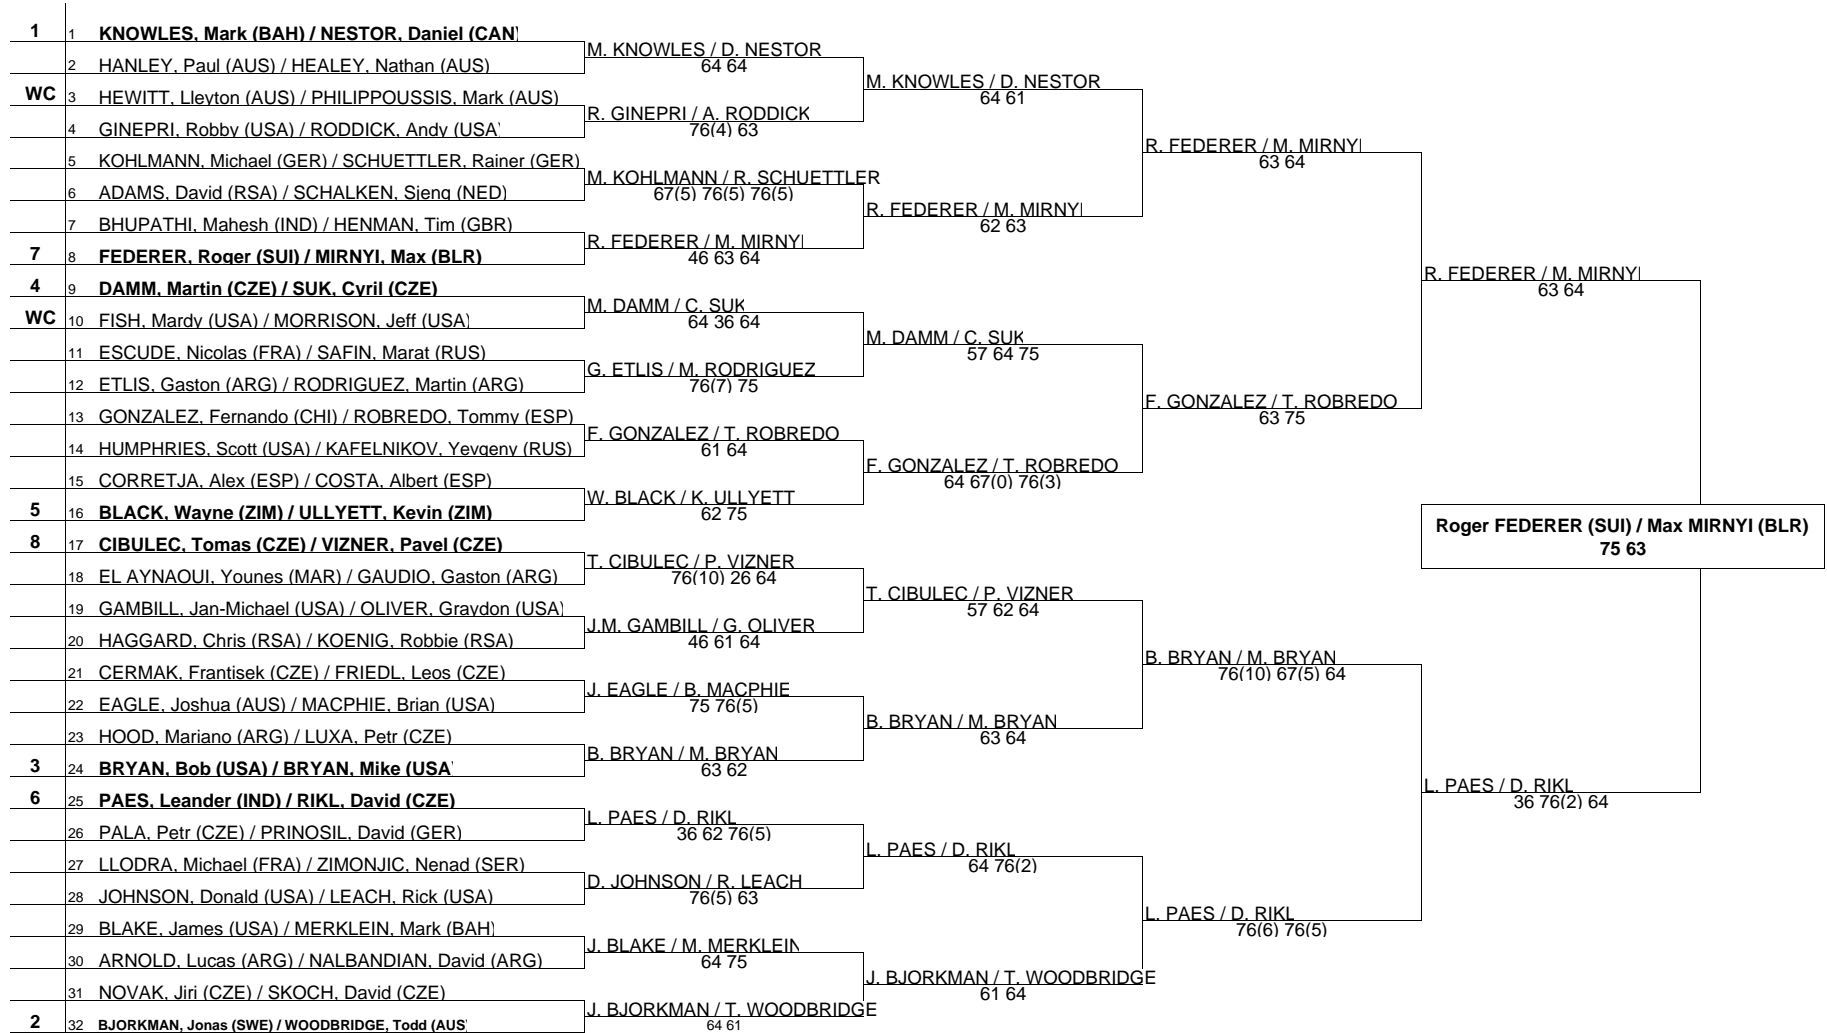 1 1 KNOWLES, Mark (BAH) / NESTOR, Daniel (CAN)
M. KNOWLES / D. NESTOR
2 HANLEY, Paul (AUS) / HEALEY, Nathan (AUS)
64 64
M. KNOWLES / D. NESTOR
WC 3 HEWITT, Lleyton (AUS) / PHILIPPOUSSIS, Mark (AUS)
64 61
R. GINEPRI / A. RODDICK
4 GINEPRI, Robby (USA) / RODDICK, Andy (USA)
76(4) 63
R. FEDERER / M. MIRNYI
5 KOHLMANN, Michael (GER) / SCHUETTLER, Rainer (GER)
63 64
M. KOHLMANN / R. SCHUETTLER
6 ADAMS, David (RSA) / SCHALKEN, Sjeng (NED)
67(5) 76(5) 76(5)
R. FEDERER / M. MIRNYI
7 BHUPATHI, Mahesh (IND) / HENMAN, Tim (GBR)
62 63
R. FEDERER / M. MIRNYI
7 8 FEDERER, Roger (SUI) / MIRNYI, Max (BLR)
46 63 64
R. FEDERER / M. MIRNYI
4 9 DAMM, Martin (CZE) / SUK, Cyril (CZE)
63 64
M. DAMM / C. SUK
WC 10 FISH, Mardy (USA) / MORRISON, Jeff (USA)
64 36 64
M. DAMM / C. SUK
11 ESCUDE, Nicolas (FRA) / SAFIN, Marat (RUS)
57 64 75
G. ETLIS / M. RODRIGUEZ
12 ETLIS, Gaston (ARG) / RODRIGUEZ, Martin (ARG)
76(7) 75
F. GONZALEZ / T. ROBREDO
13 GONZALEZ, Fernando (CHI) / ROBREDO, Tommy (ESP)
63 75
F. GONZALEZ / T. ROBREDO
14 HUMPHRIES, Scott (USA) / KAFELNIKOV, Yevgeny (RUS)
61 64
F. GONZALEZ / T. ROBREDO
15 CORRETJA, Alex (ESP) / COSTA, Albert (ESP)
64 67(0) 76(3)
W. BLACK / K. ULLYETT
5 16 BLACK, Wayne (ZIM) / ULLYETT, Kevin (ZIM)
62 75
Roger FEDERER (SUI) / Max MIRNYI (BLR)
75 63
8 17 CIBULEC, Tomas (CZE) / VIZNER, Pavel (CZE)
T. CIBULEC / P. VIZNER
18 EL AYNAOUI, Younes (MAR) / GAUDIO, Gaston (ARG)
76(10) 26 64
T. CIBULEC / P. VIZNER
19 GAMBILL, Jan-Michael (USA) / OLIVER, Graydon (USA)
57 62 64
J.M. GAMBILL / G. OLIVER
20 HAGGARD, Chris (RSA) / KOENIG, Robbie (RSA)
46 61 64
B. BRYAN / M. BRYAN
21 CERMAK, Frantisek (CZE) / FRIEDL, Leos (CZE)
76(10) 67(5) 64
J. EAGLE / B. MACPHIE
22 EAGLE, Joshua (AUS) / MACPHIE, Brian (USA)
75 76(5)
B. BRYAN / M. BRYAN
23 HOOD, Mariano (ARG) / LUXA, Petr (CZE)
63 64
B. BRYAN / M. BRYAN
3 24 BRYAN, Bob (USA) / BRYAN, Mike (USA)
63 62
L. PAES / D. RIKL
6 25 PAES, Leander (IND) / RIKL, David (CZE)
36 76(2) 64
L. PAES / D. RIKL
26 PALA, Petr (CZE) / PRINOSIL, David (GER)
36 62 76(5)
L. PAES / D. RIKL
27 LLODRA, Michael (FRA) / ZIMONJIC, Nenad (SER)
64 76(2)
D. JOHNSON / R. LEACH
28 JOHNSON, Donald (USA) / LEACH, Rick (USA)
76(5) 63
L. PAES / D. RIKL
29 BLAKE, James (USA) / MERKLEIN, Mark (BAH)
76(6) 76(5)
J. BLAKE / M. MERKLEIN
30 ARNOLD, Lucas (ARG) / NALBANDIAN, David (ARG)
64 75
J. BJORKMAN / T. WOODBRIDGE
31 NOVAK, Jiri (CZE) / SKOCH, David (CZE)
61 64
J. BJORKMAN / T. WOODBRIDGE
2 32 BJORKMAN, Jonas (SWE) / WOODBRIDGE, Todd (AUS)
64 61